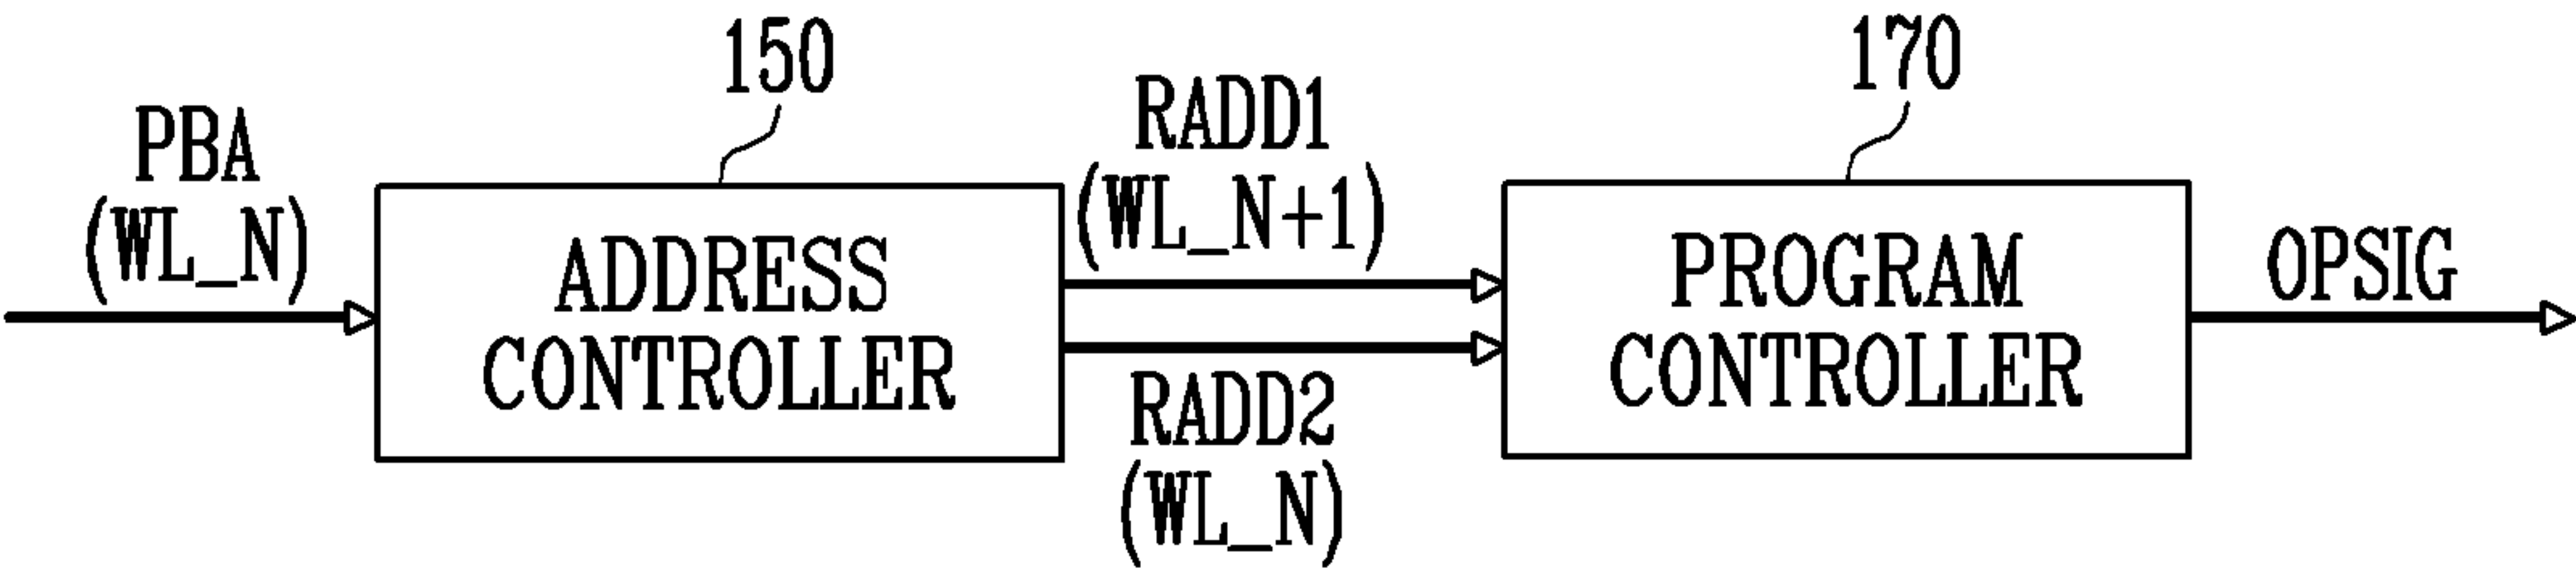 PBA
(WL_N)
150
ADDRESS
CONTROLLER
RADD1
(WL_N+1)
RADD2
(WL_N)
170
PROGRAM
CONTROLLER
OPSIG